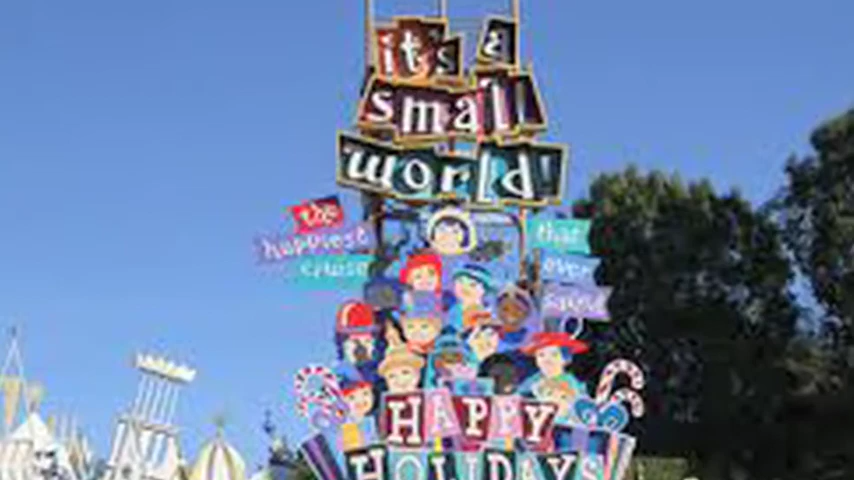 it's a
small
world!
the
happiest
cruise
that
ever
sailed
HAPPY
HOLIDAYS